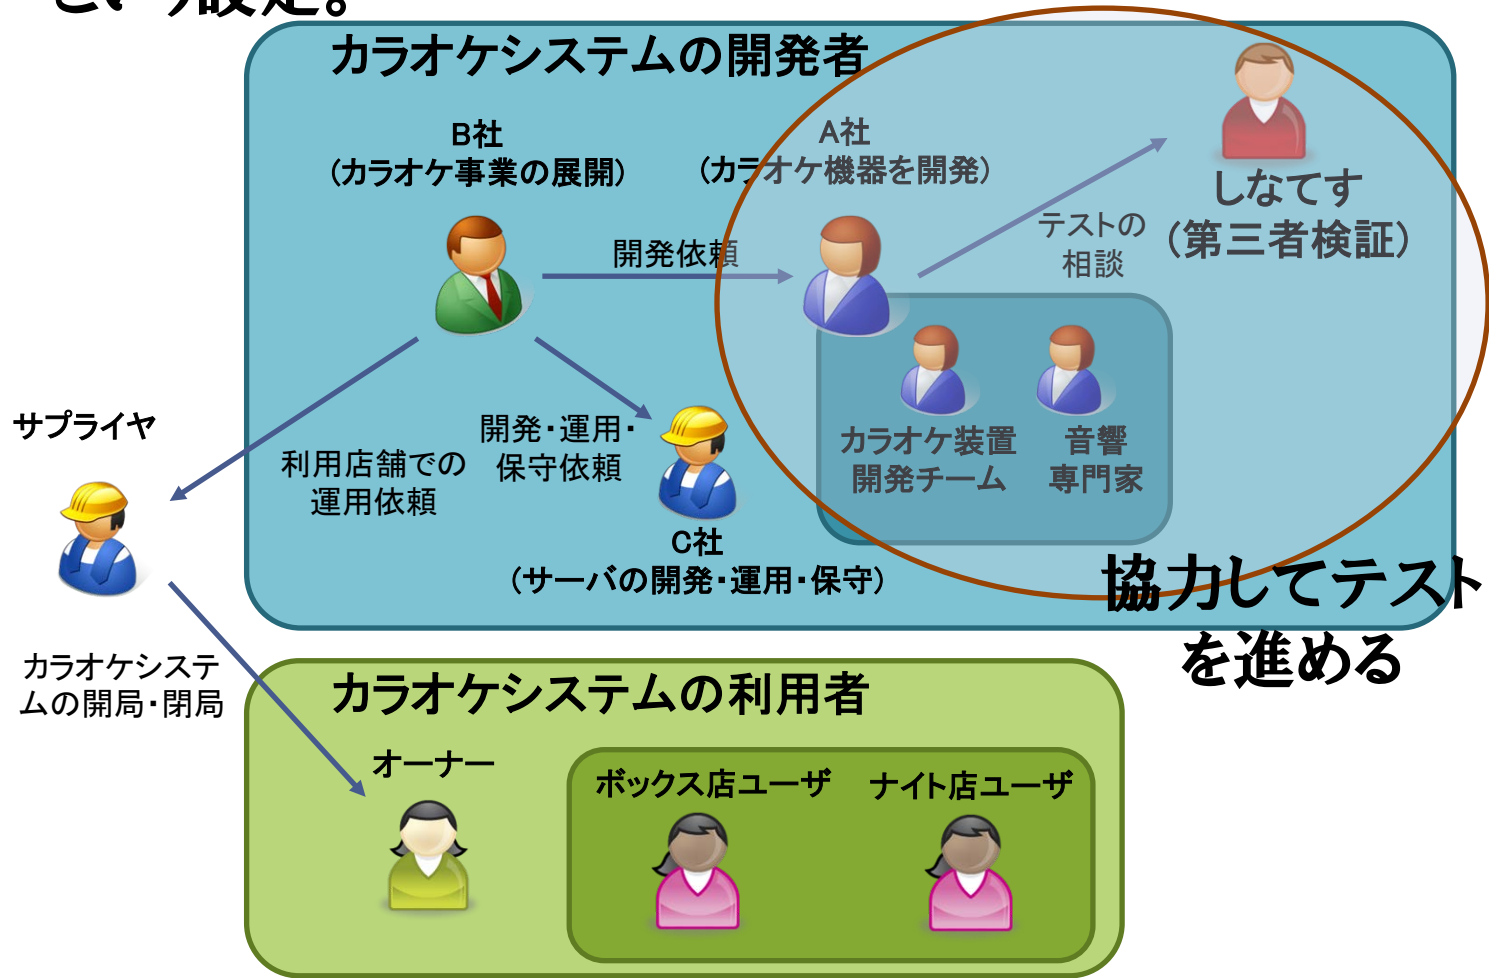 という設定。
カラオケシステムの開発者
B社
(カラオケ事業の展開)
A社
(カラオケ機器を開発)
しなてす
(第三者検証)
開発依頼
テストの
相談
カラオケ装置
開発チーム
音響
専門家
サプライヤ
利用店舗での
運用依頼
開発・運用・
保守依頼
C社
(サーバの開発・運用・保守)
協力してテスト
を進める
カラオケシステ
ムの開局・閉局
カラオケシステムの利用者
オーナー
ボックス店ユーザ
ナイト店ユーザ